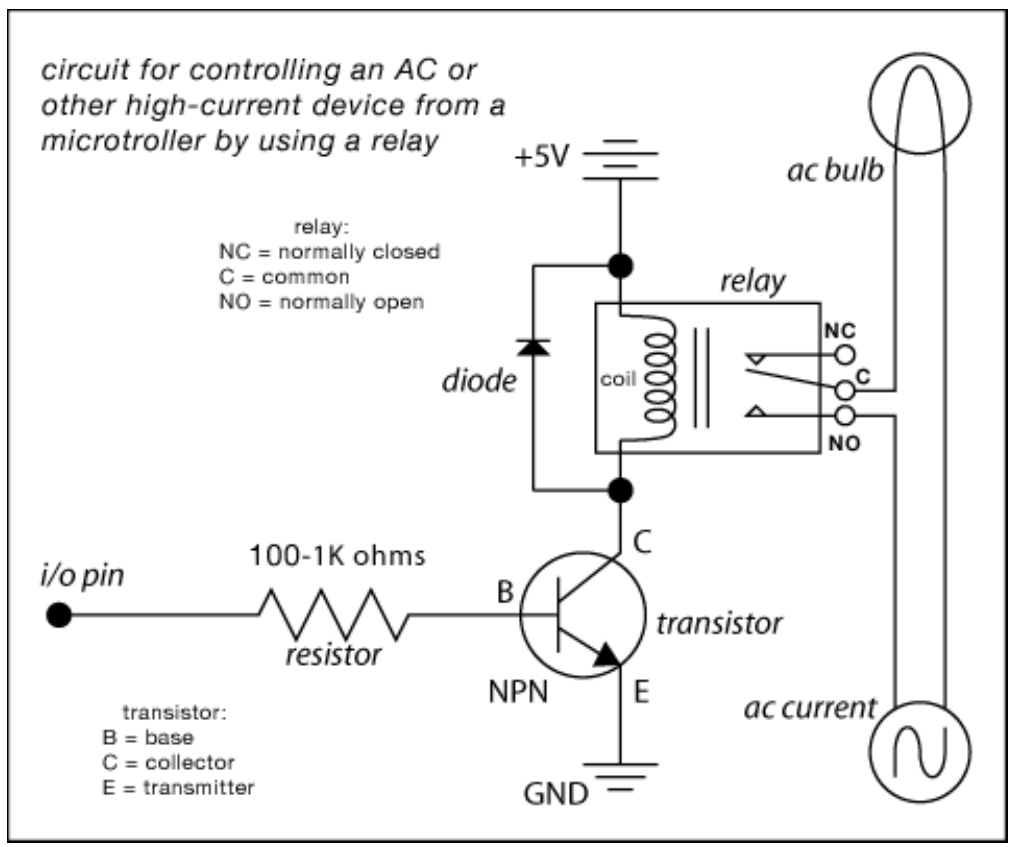 circuit for controlling an AC or
other high-current device from a
microtroller by using a relay
+5V
ac bulb
relay:
NC = normally closed
C = common
NO = normally open
relay
NC
C
NO
coil
diode
100-1K ohms
i/o pin
resistor
B
C
E
transistor
NPN
ac current
transistor:
B = base
C = collector
E = transmitter
GND